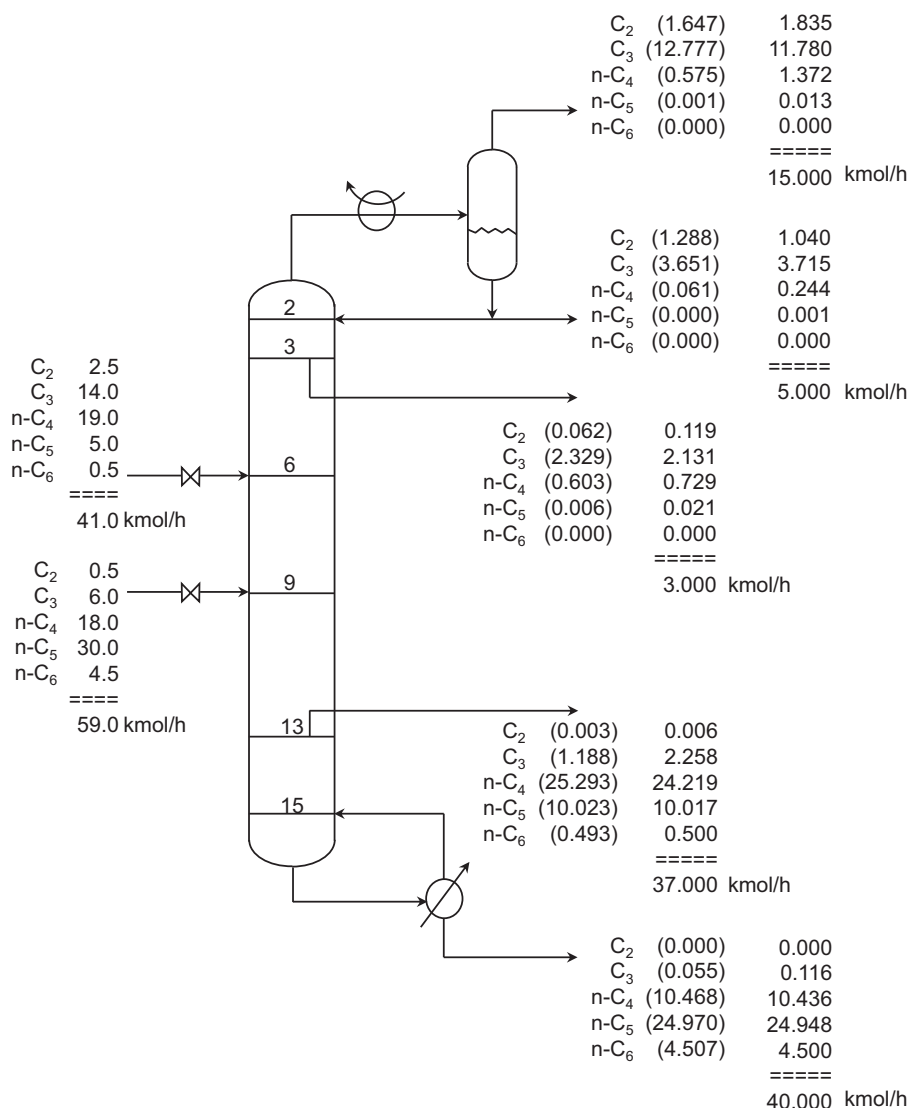 C2 (1.647) 1.835
C3 (12.777) 11.780
n-C4 (0.575) 1.372
n-C5 (0.001) 0.013
n-C6 (0.000) 0.000
=====
15.000 kmol/h
C2 (1.288) 1.040
C3 (3.651) 3.715
n-C4 (0.061) 0.244
n-C5 (0.000) 0.001
n-C6 (0.000) 0.000
=====
5.000 kmol/h
2
3
C2 2.5
C3 14.0
n-C4 19.0
n-C5 5.0
n-C6 0.5
====
41.0 kmol/h
6
C2 (0.062) 0.119
C3 (2.329) 2.131
n-C4 (0.603) 0.729
n-C5 (0.006) 0.021
n-C6 (0.000) 0.000
=====
3.000 kmol/h
C2 0.5
C3 6.0
n-C4 18.0
n-C5 30.0
n-C6 4.5
====
59.0 kmol/h
9
13
C2 (0.003) 0.006
C3 (1.188) 2.258
n-C4 (25.293) 24.219
n-C5 (10.023) 10.017
n-C6 (0.493) 0.500
=====
37.000 kmol/h
15
C2 (0.000) 0.000
C3 (0.055) 0.116
n-C4 (10.468) 10.436
n-C5 (24.970) 24.948
n-C6 (4.507) 4.500
=====
40.000 kmol/h